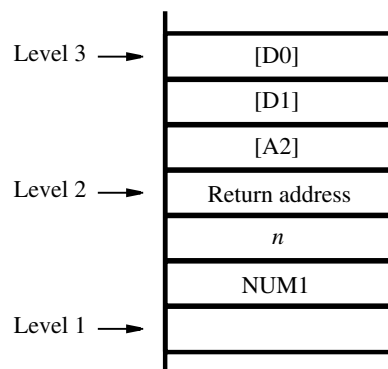 Level 3 [D0]
[D1]
[A2]
Level 2 Return address
n
NUM1
Level 1